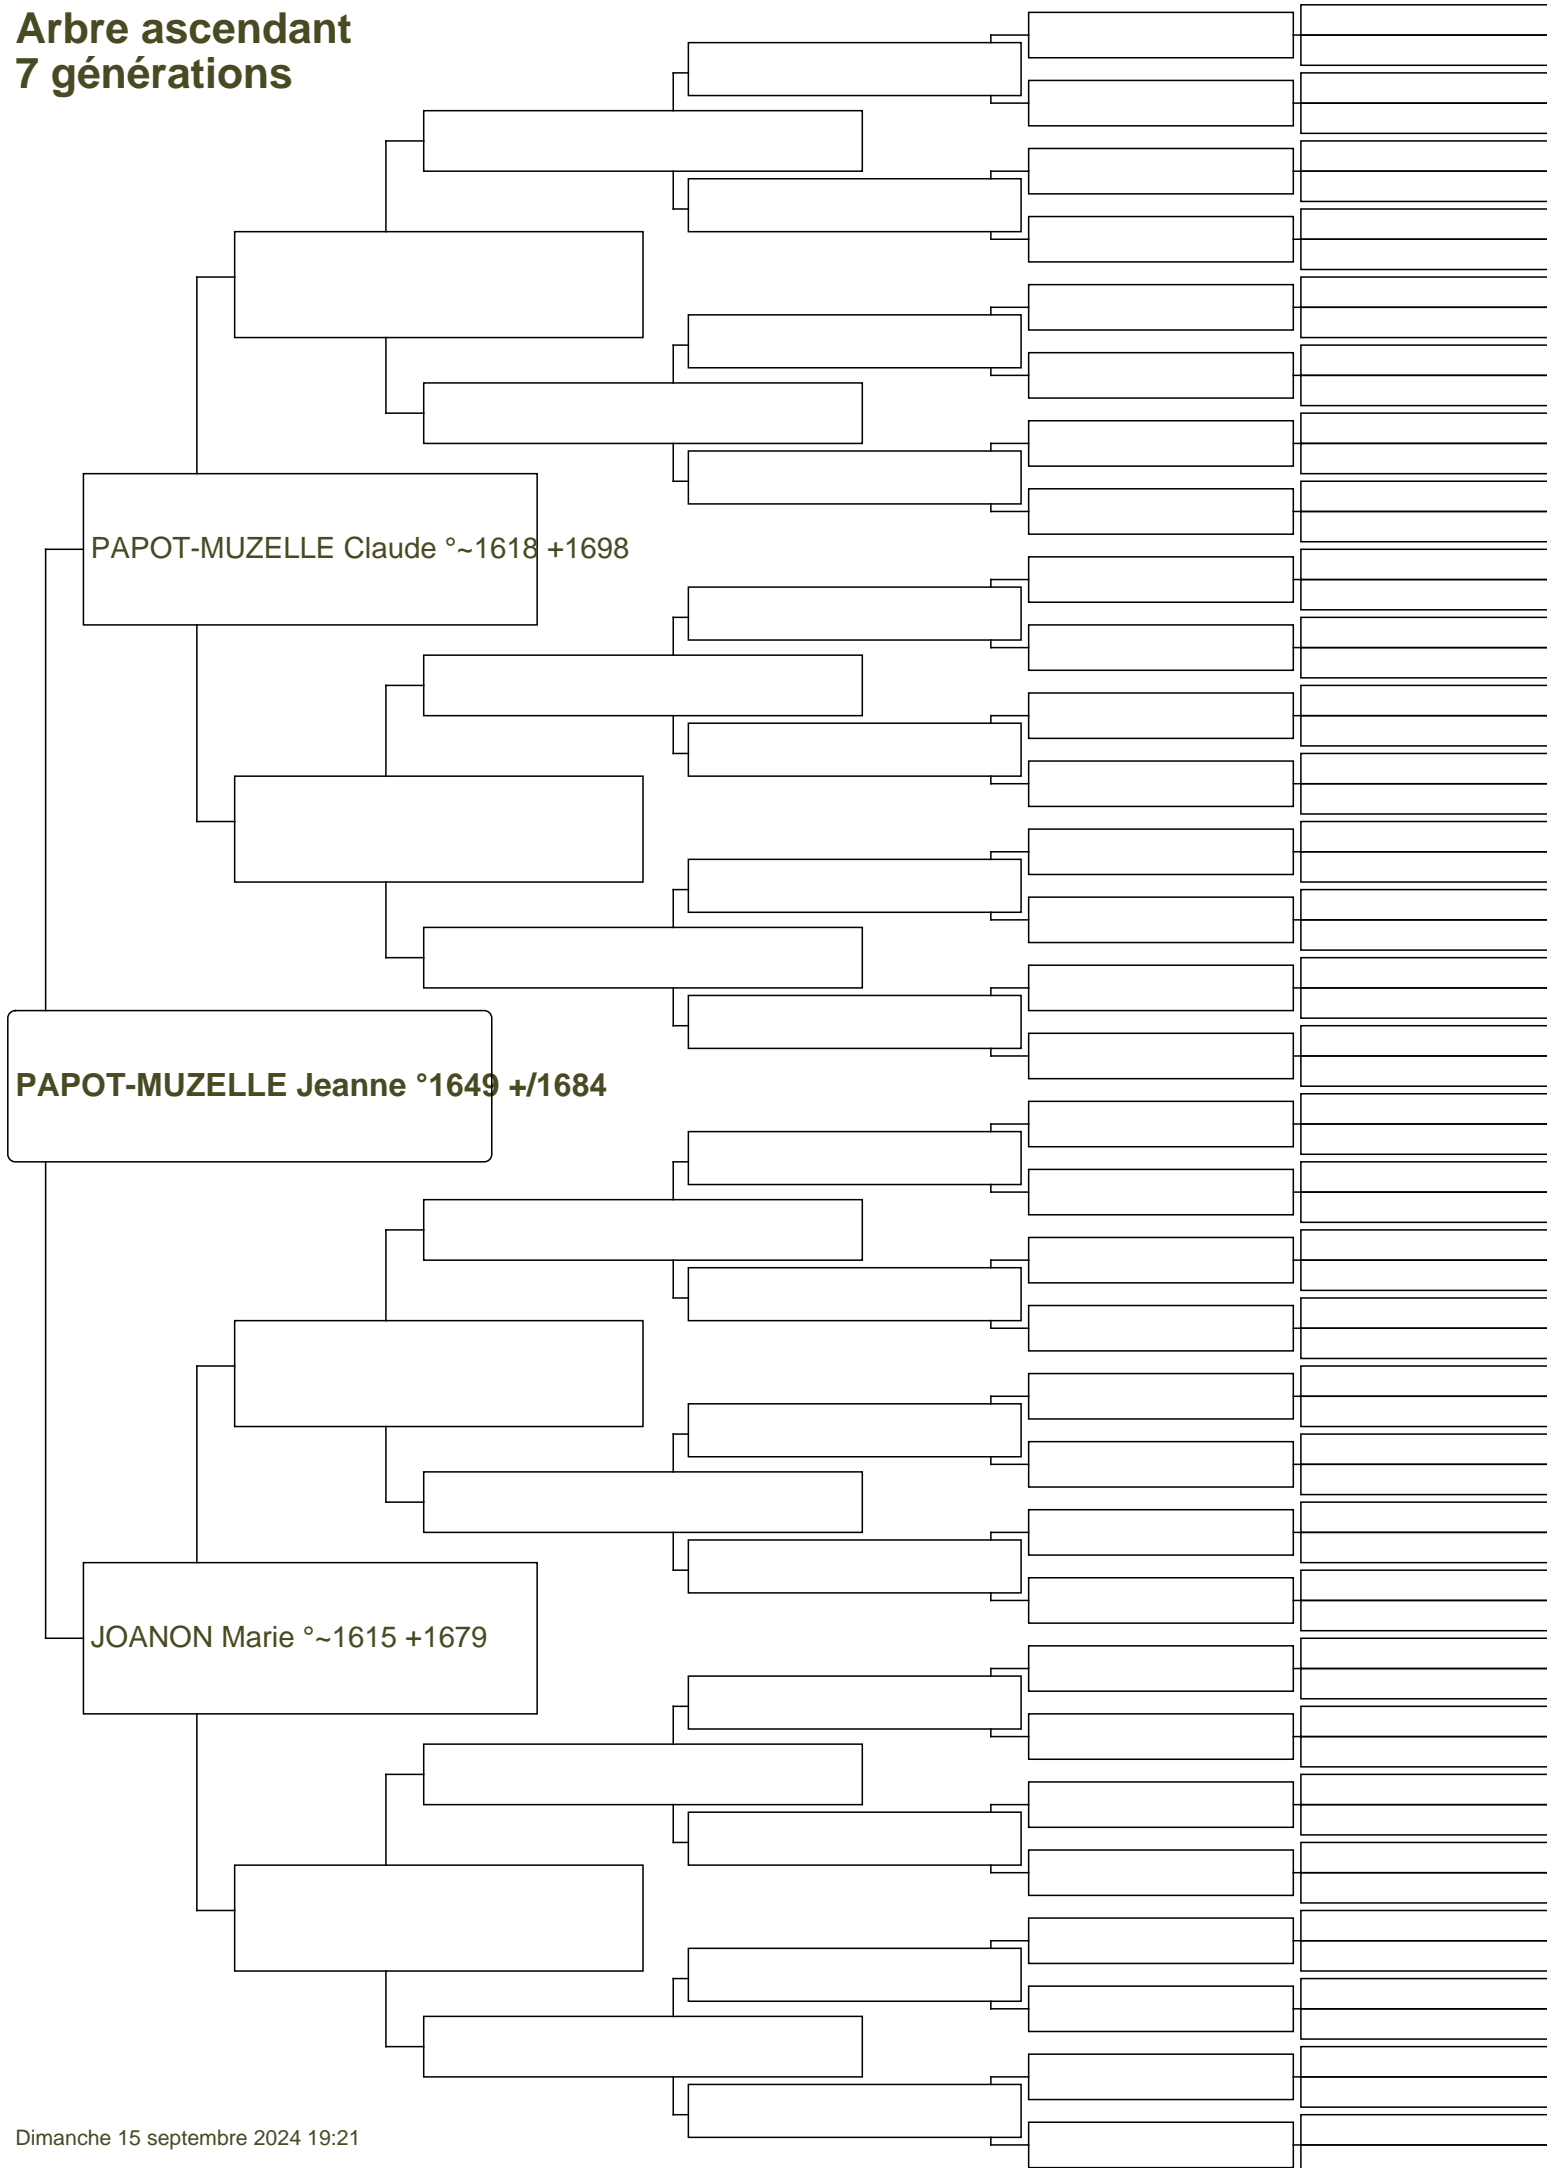 Arbre ascendant
7 générations
PAPOT-MUZELLE Claude °~1618 +1698
PAPOT-MUZELLE Jeanne °1649 +/1684
JOANON Marie °~1615 +1679
Dimanche 15 septembre 2024 19:21